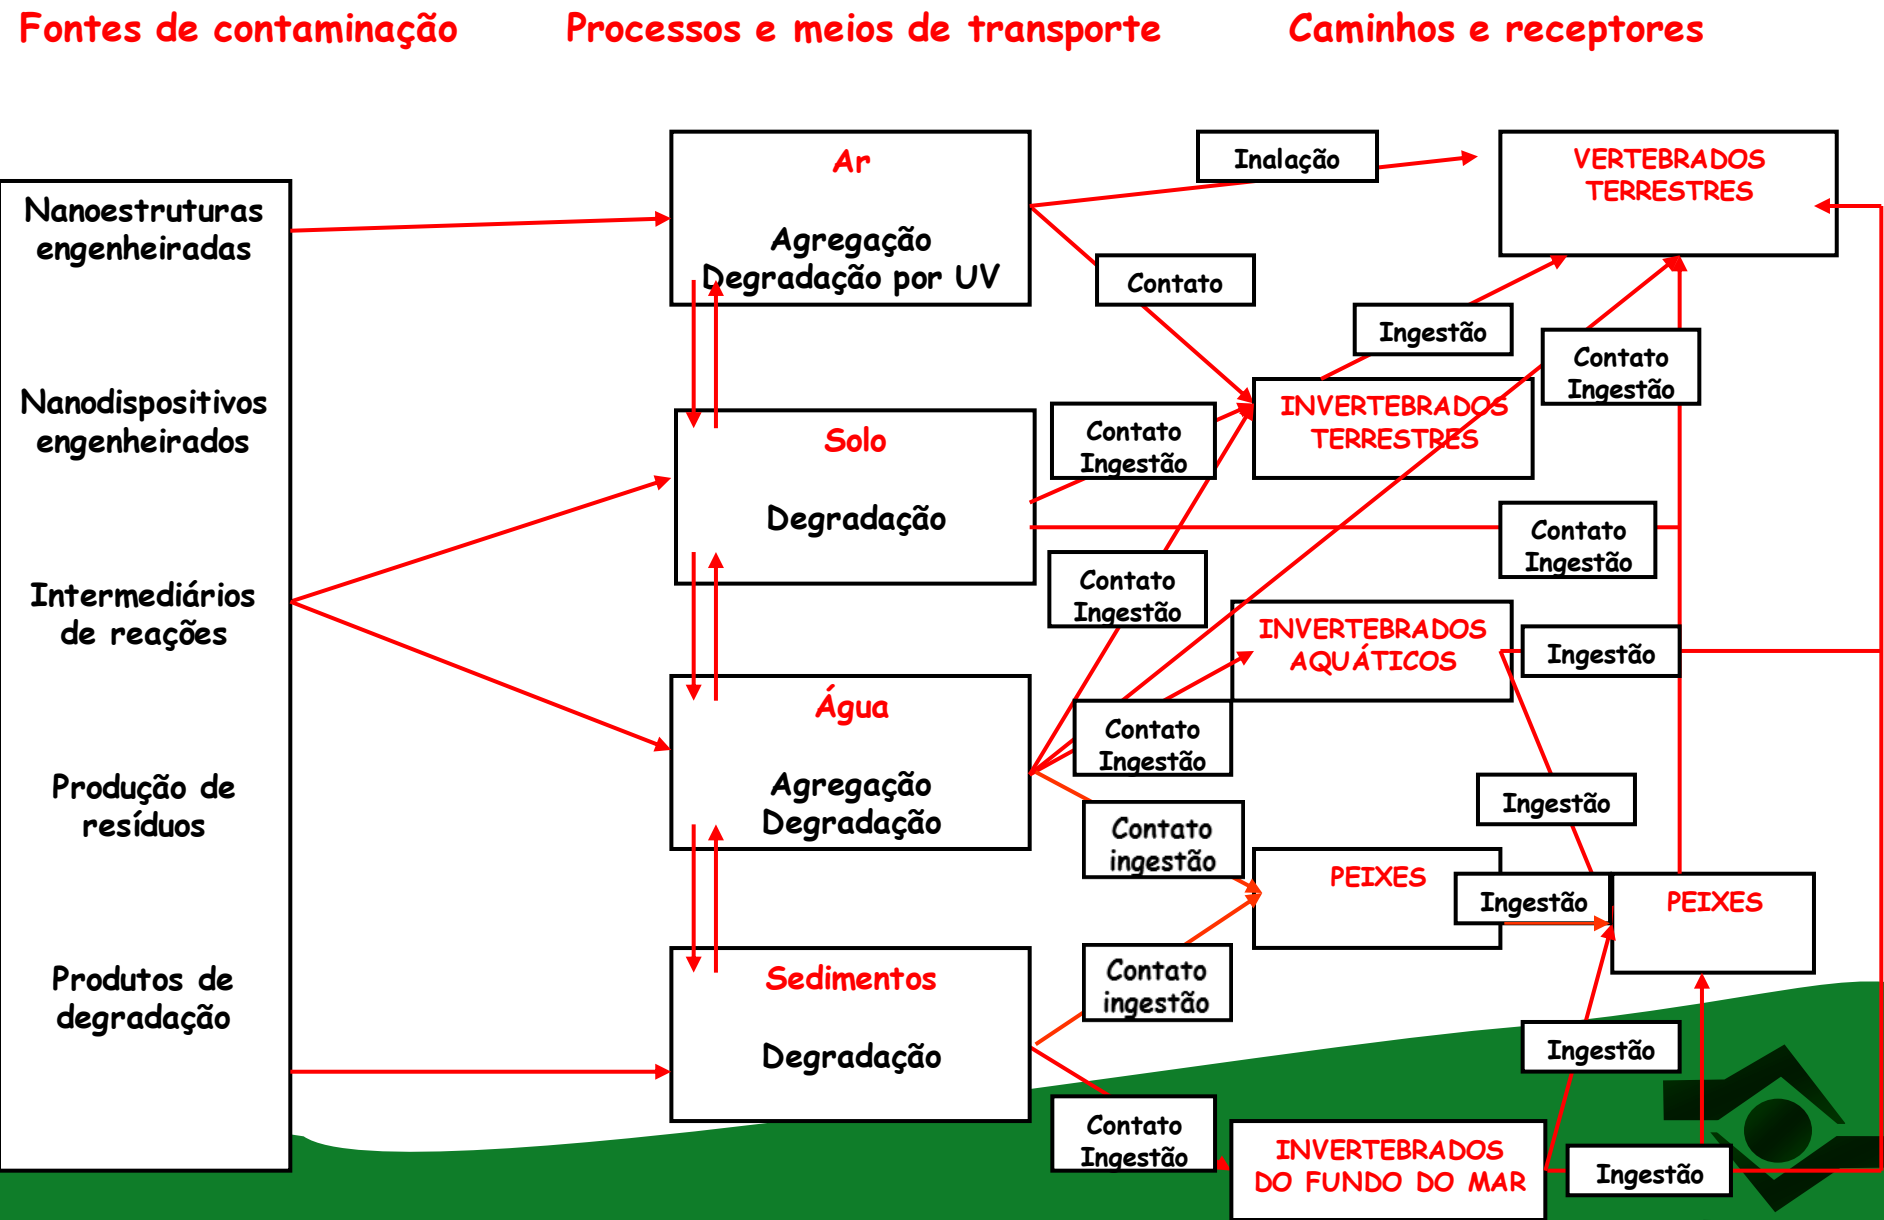 Fontes de contaminação
Processos e meios de transporte
Caminhos e receptores
Nanoestruturas
engenheiradas
Nanodispositivos
engenheirados
Intermediários
de reações
Produção de
resíduos
Produtos de
degradação
Ar
Agregação
Degradação por UV
Solo
Degradação
Água
Agregação
Degradação
Sedimentos
Degradação
Inalação
Contato
Contato
Ingestão
Contato
Ingestão
Contato
Ingestão
Contato
ingestão
Contato
ingestão
Contato
Ingestão
VERTEBRADOS
TERRESTRES
Ingestão
Contato
Ingestão
INVERTEBRADOS
TERRESTRES
Contato
Ingestão
INVERTEBRADOS
AQUÁTICOS
Ingestão
Ingestão
PEIXES
Ingestão
PEIXES
Ingestão
INVERTEBRADOS
DO FUNDO DO MAR
Ingestão